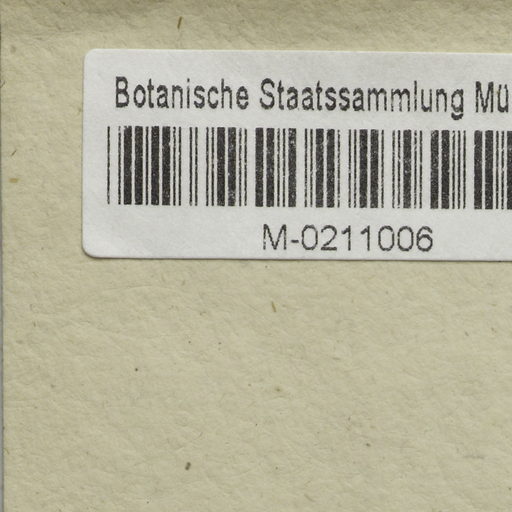 Botanische Staatssammlung Mü
M-0211006